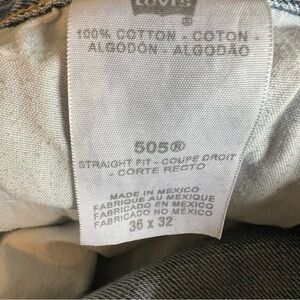 LEVI'S
®
100% COTTON - COTON -
ALGODÓN - ALGODÃO
505®
STRAIGHT FIT - COUPE DROIT
- CORTE RECTO
MADE IN MEXICO
FABRIQUE AU MEXIQUE
FABRICADO EN MEXICO
FABRICADO NO MEXICO
36 x 32